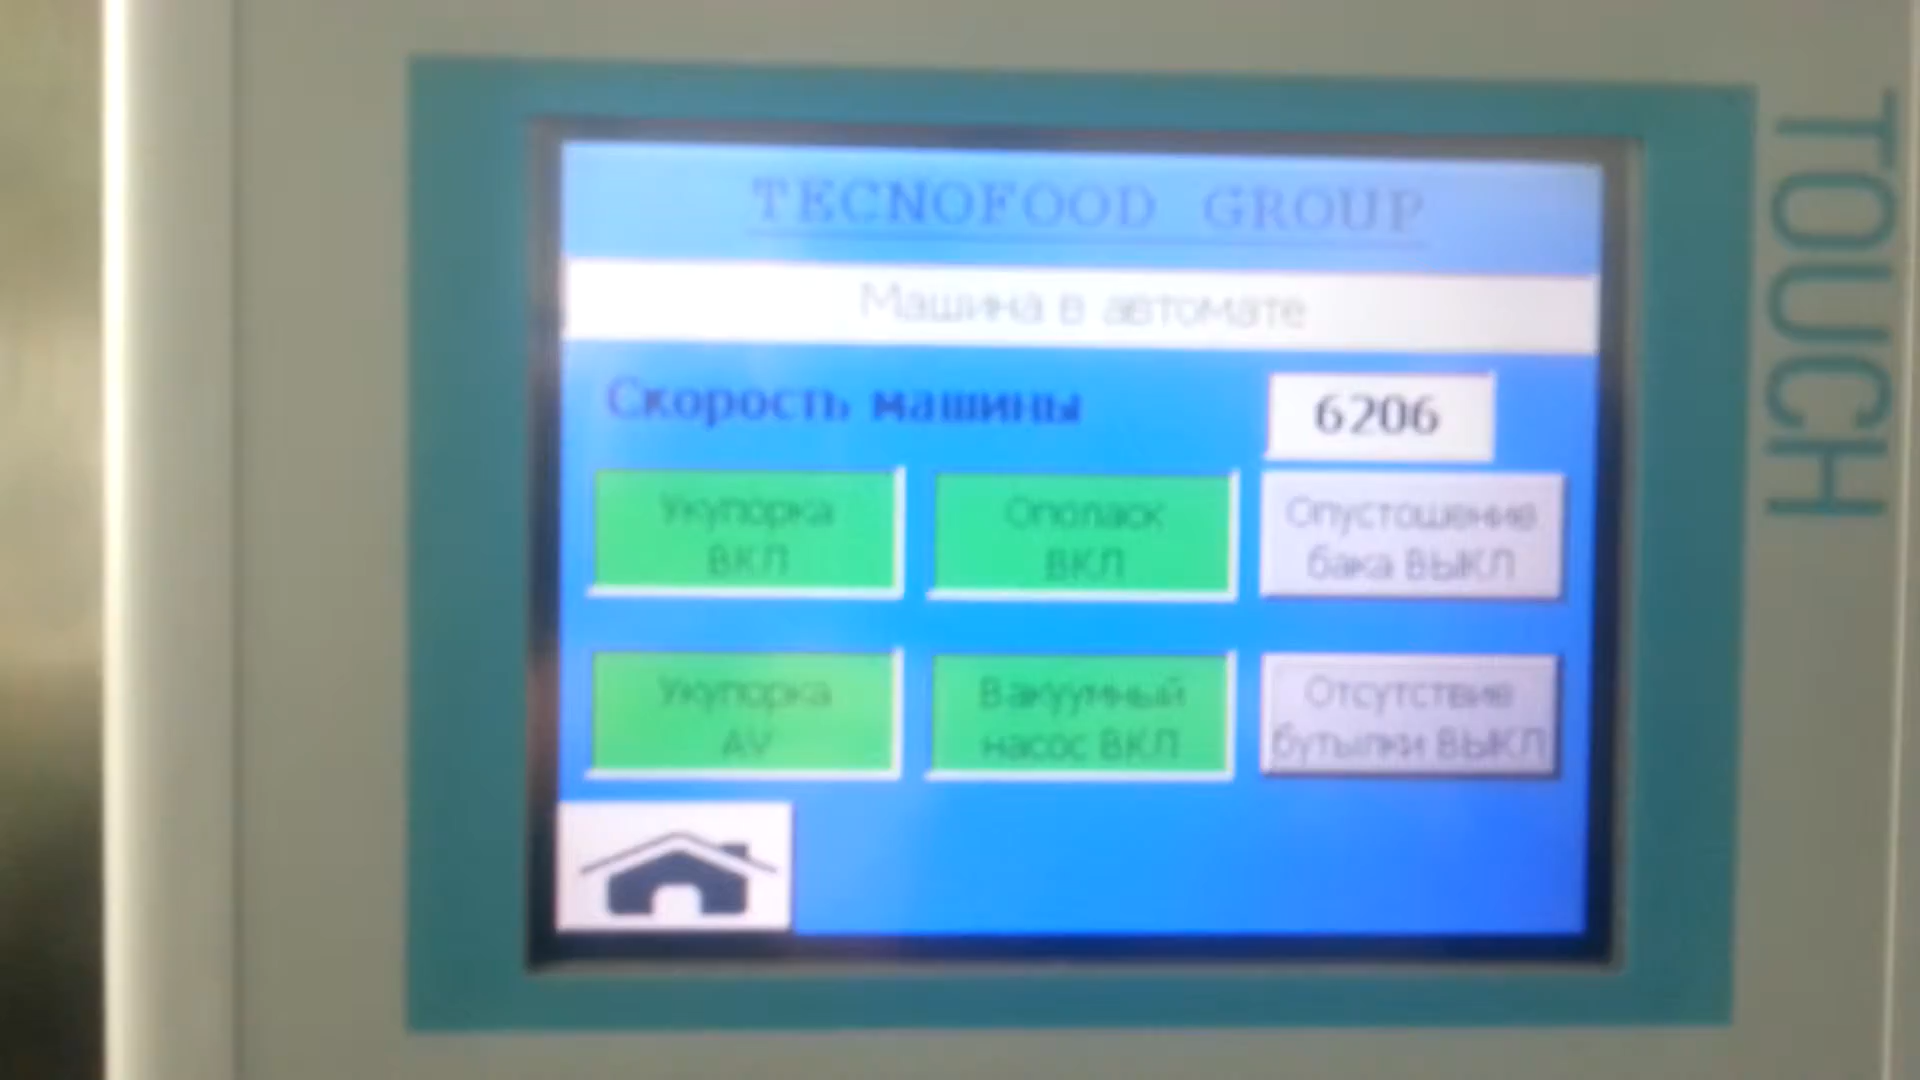 TECNOFOOD GROUP
Машина в автомате
Скорость машины
6206
Укупорка
ВКЛ
Ополаск
ВКЛ
Опустошение
бака ВЫКЛ
Укупорка
AV
Вакуумный
насос ВКЛ
Отсутствие
бутылки ВЫКЛ
TOUCH